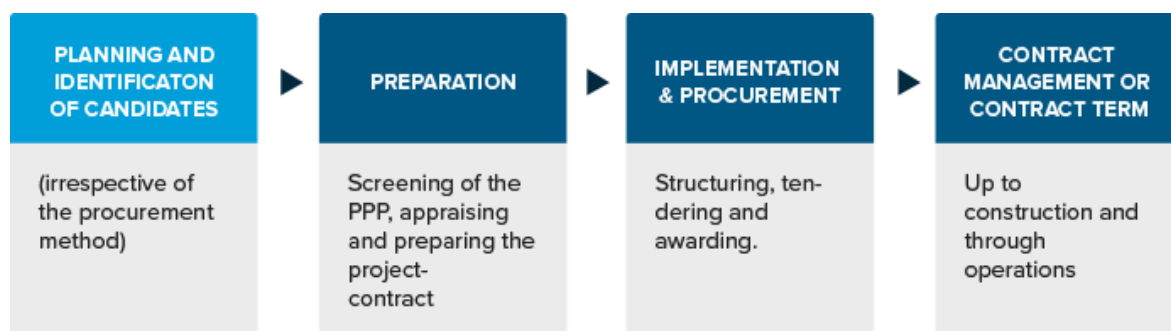 PLANNING AND
IDENTIFICATON
OF CANDIDATES
(irrespective of
the procurement
method)
PREPARATION
Screening of the
PPP, appraising
and preparing the
project-
contract
IMPLEMENTATION
& PROCUREMENT
Structuring, ten-
dering and
awarding.
CONTRACT
MANAGEMENT OR
CONTRACT TERM
Up to
construction and
through
operations